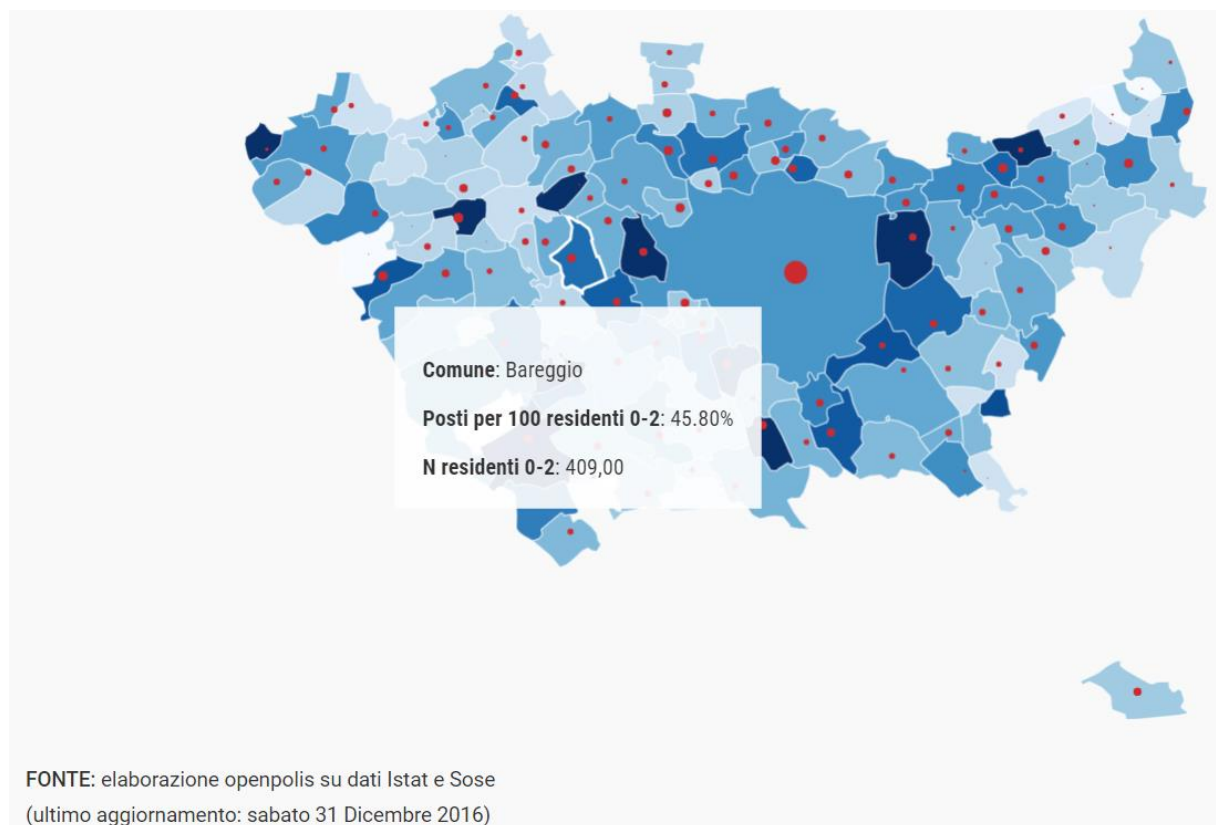 Comune: Bareggio
Posti per 100 residenti 0-2: 45.80%
N residenti 0-2: 409,00
FONTE: elaborazione openpolis su dati Istat e Sose
(ultimo aggiornamento: sabato 31 Dicembre 2016)